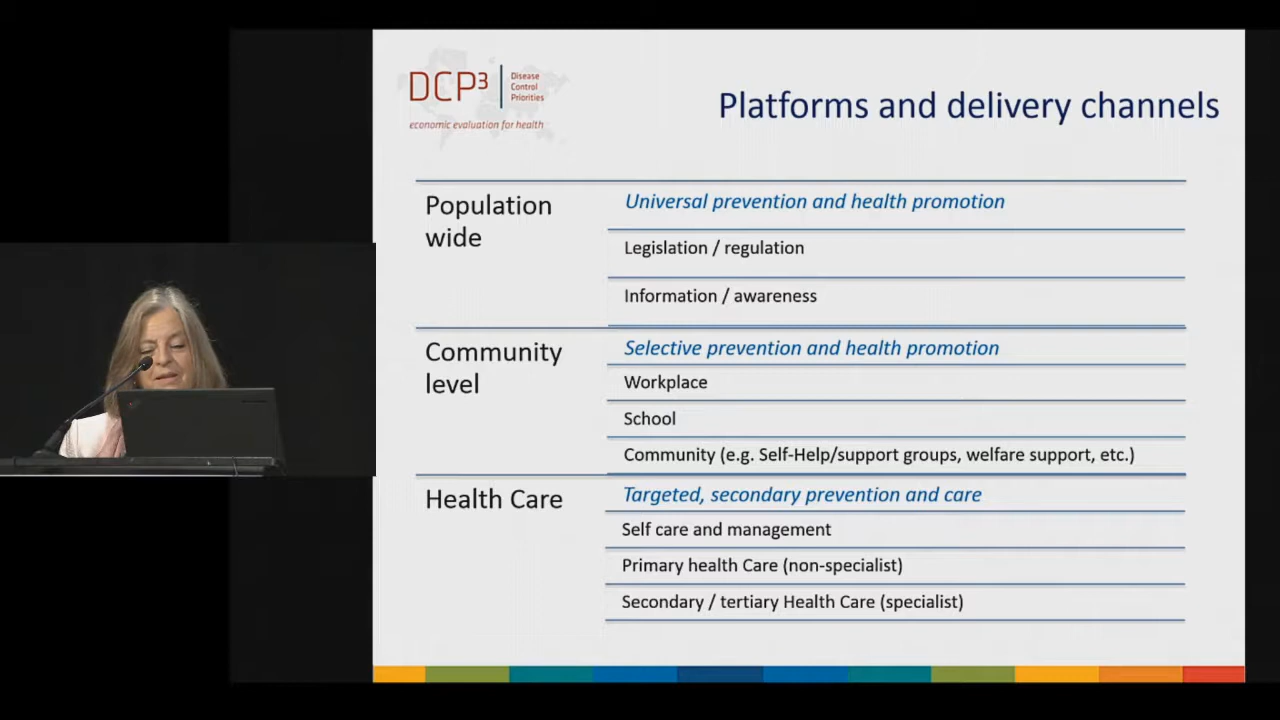 DCP3
Disease
Control
Priorities
economic evaluation for health
Platforms and delivery channels
Population
wide
Universal prevention and health promotion
Legislation / regulation
Information / awareness
Community
level
Selective prevention and health promotion
Workplace
School
Community (e.g. Self-Help/support groups, welfare support, etc.)
Health Care
Targeted, secondary prevention and care
Self care and management
Primary health Care (non-specialist)
Secondary / tertiary Health Care (specialist)